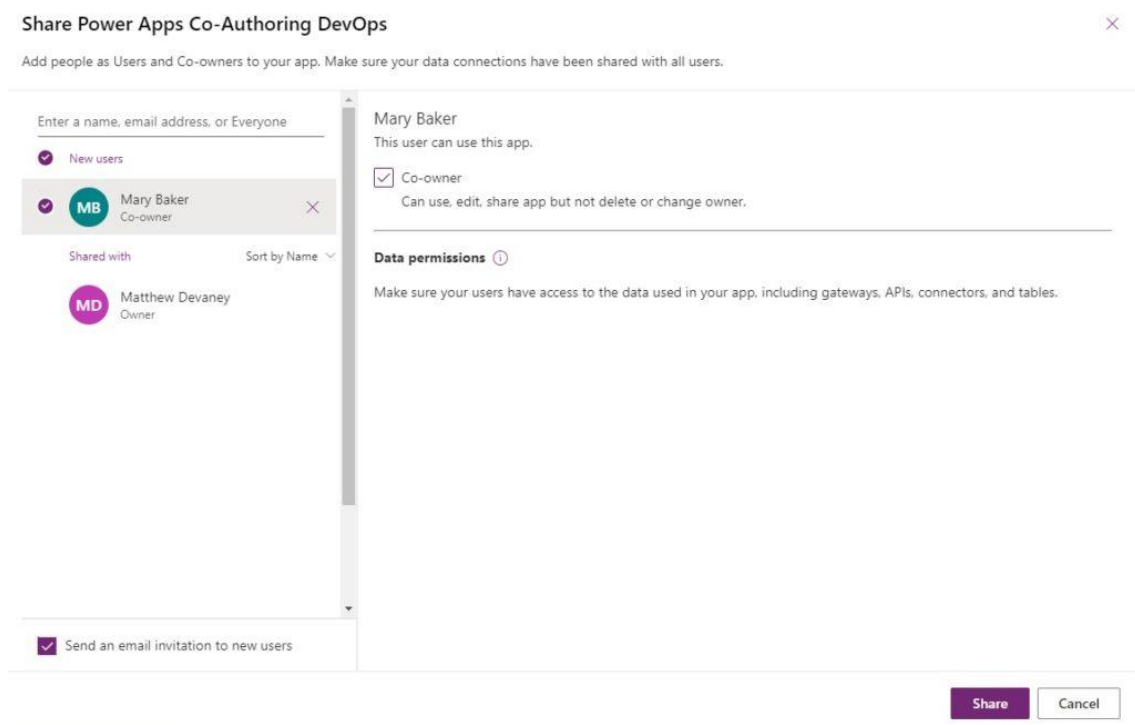 Share Power Apps Co-Authoring DevOps
Add people as Users and Co-owners to your app. Make sure your data connections have been shared with all users.
Enter a name, email address, or Everyone
New users
MB
Mary Baker
Co-owner
Shared with
Sort by Name
MD
Matthew Devaney
Owner
Send an email invitation to new users
Mary Baker
This user can use this app.
Co-owner
Can use, edit, share app but not delete or change owner.
Data permissions
Make sure your users have access to the data used in your app, including gateways, APIs, connectors, and tables.
Share
Cancel